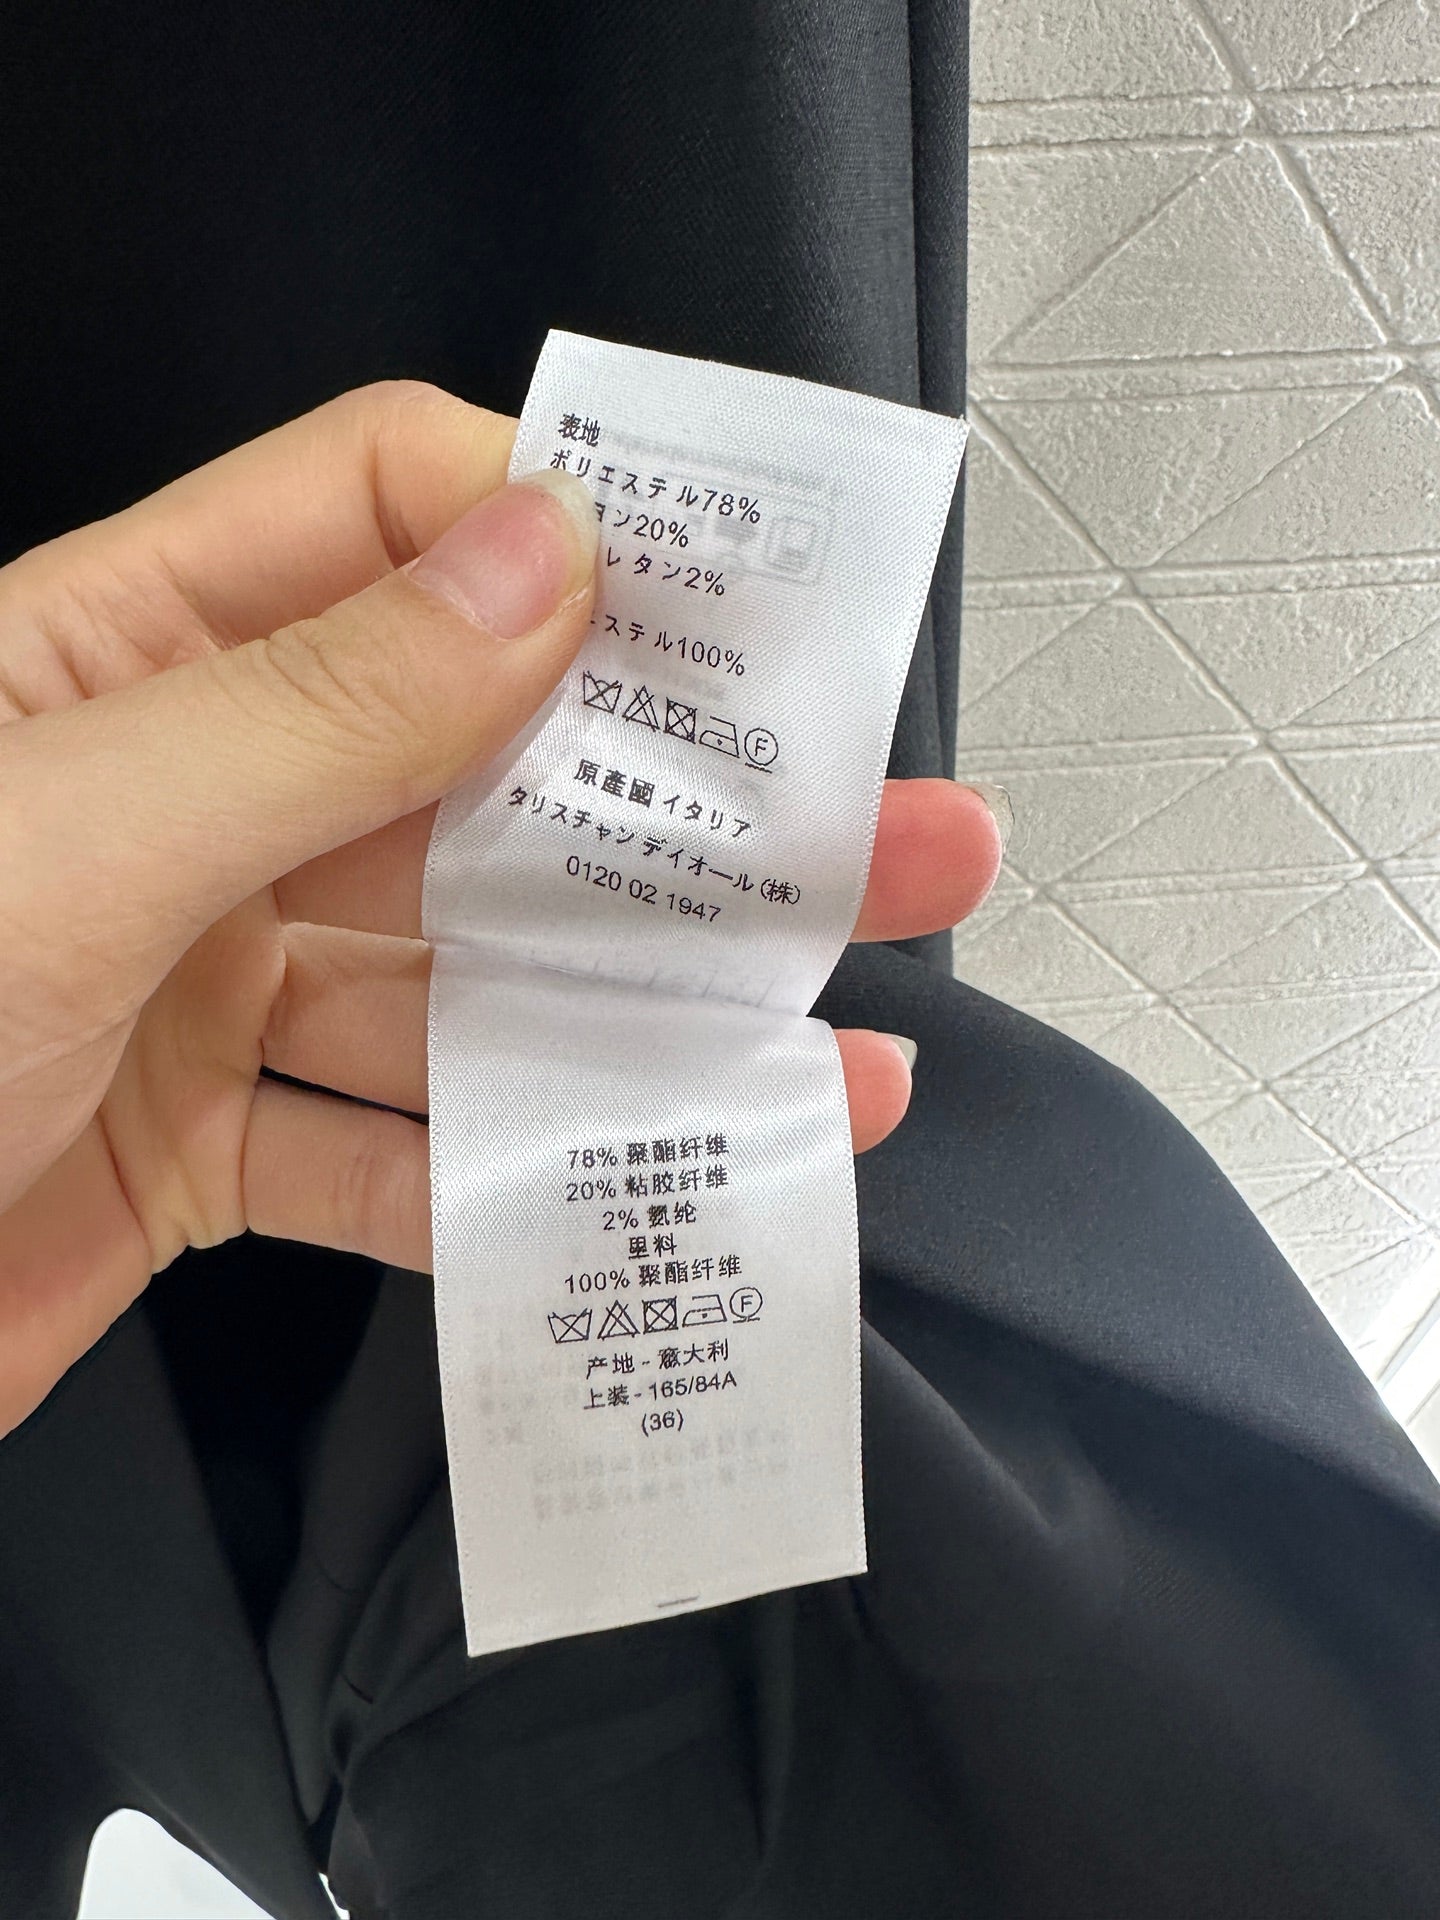 表地
ポリエステル78%
ヨン20%
レタン2%
エステル100%
F
原產國 イタリア
タリスチャン ディオール(株)
0120 02 1947
78% 聚酯纤维
20% 粘胶纤维
2% 氨纶
里料
100% 聚酯纤维
F
产地 - 意大利
上装 - 165/84A
(36)